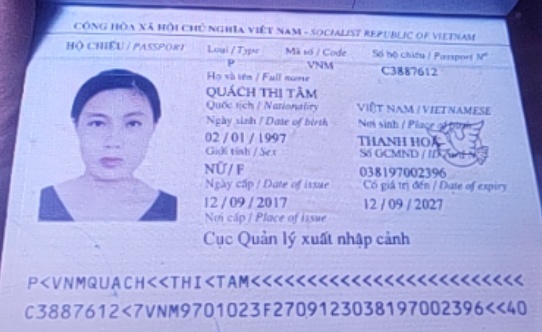 CỘNG HÒA XÃ HỘI CHỦ NGHĨA VIỆT NAM - SOCIALIST REPUBLIC OF VIETNAM
HỘ CHIẾU / PASSPORT Loại / Type Mã số / Code Số hộ chiếu / Passport Nº
P VNM C3887612
Họ và tên / Full name
QUÁCH THỊ TÂM
Quốc tịch / Nationality VIỆT NAM / VIETNAMESE
Ngày sinh / Date of birth Nơi sinh / Place of birth
02 / 01 / 1997 THANH HOÁ
Giới tính / Sex Số GCMND / ID
NỮ / F 038197002396
Ngày cấp / Date of issue Có giá trị đến / Date of expiry
12 / 09 / 2017 12 / 09 / 2027
Nơi cấp / Place of issue
Cục Quản lý xuất nhập cảnh
P<VNMQUACH<<THI<TAM<<<<<<<<<<<<<<<<<<<<<<<<<
C3887612<7VNM9701023F2709123038197002396<<40